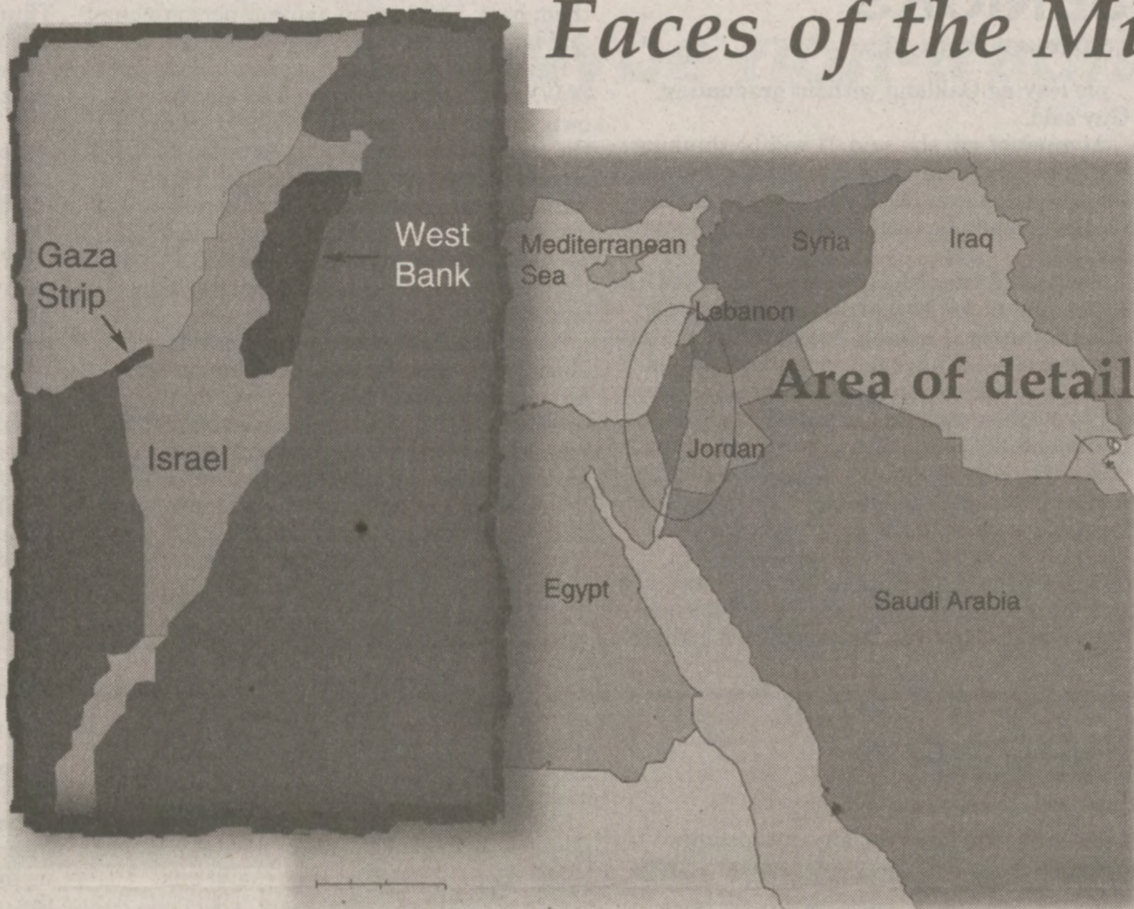 Faces of the Mi
Gaza
Strip
West
Bank
Israel
Mediterranean
Sea
Syria
Iraq
Lebanon
Area of detail
Jordan
Egypt
Saudi Arabia